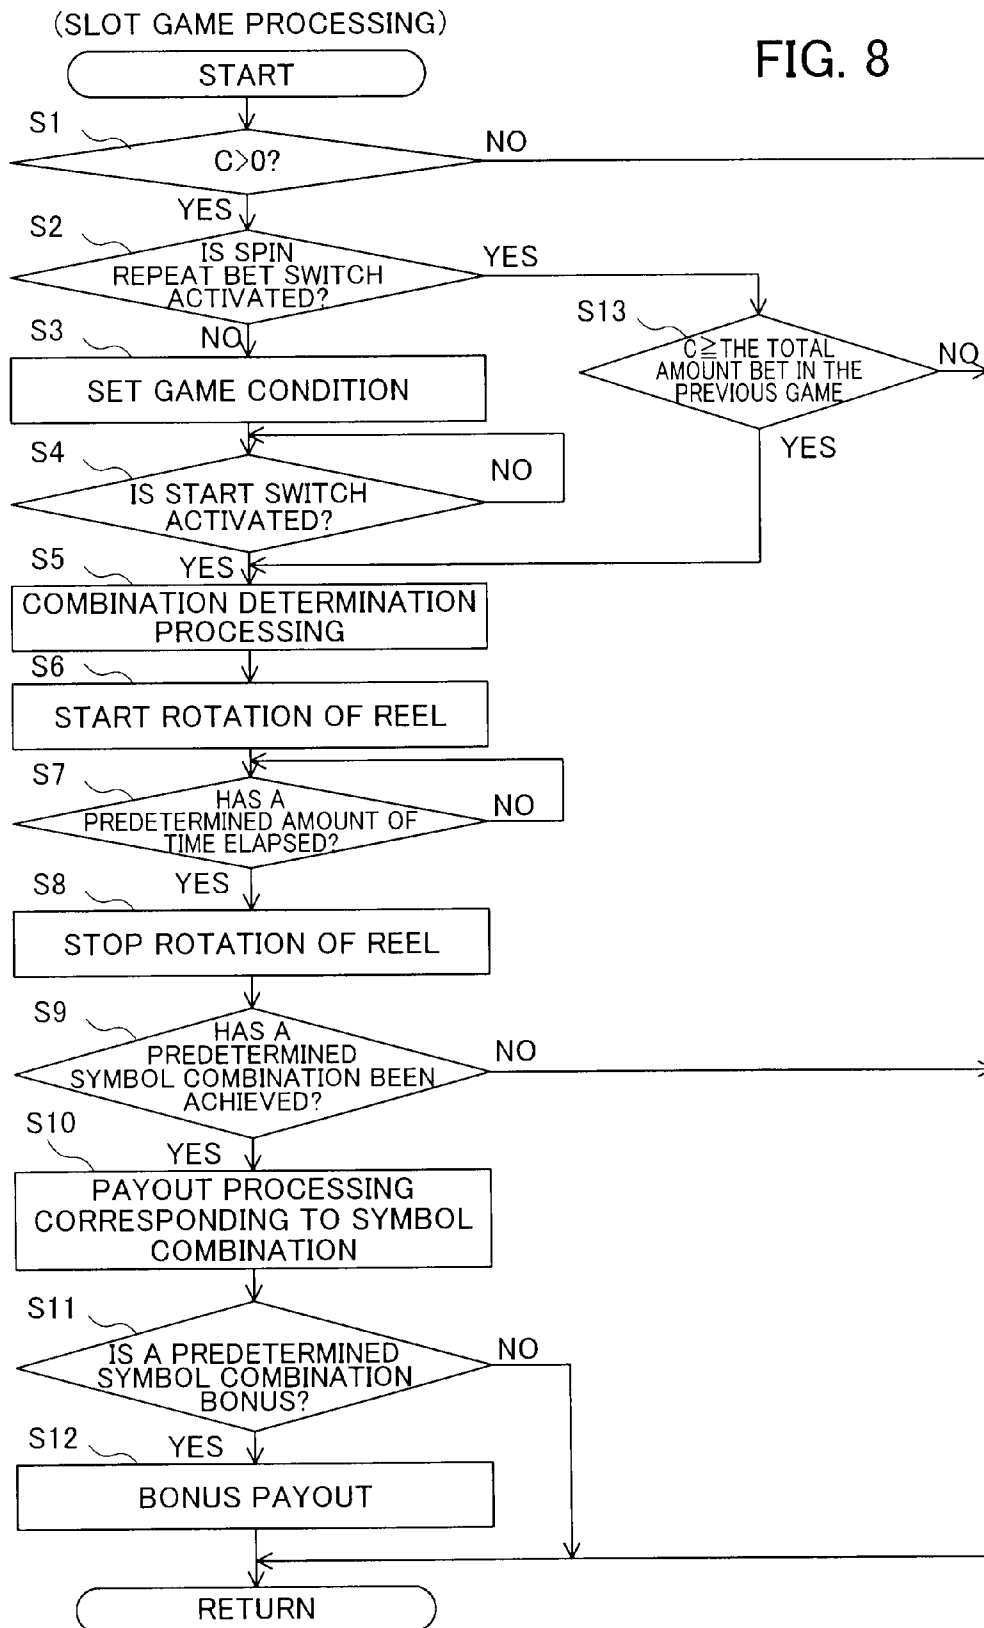 (SLOT GAME PROCESSING)
FIG. 8
START
S1
C>0?
NO
YES
S2
IS SPIN
REPEAT BET SWITCH
ACTIVATED?
YES
NO
S13
C≧THE TOTAL
AMOUNT BET IN THE
PREVIOUS GAME
NO
YES
S3
SET GAME CONDITION
S4
IS START SWITCH
ACTIVATED?
NO
YES
S5
COMBINATION DETERMINATION
PROCESSING
S6
START ROTATION OF REEL
S7
HAS A
PREDETERMINED AMOUNT OF
TIME ELAPSED?
NO
YES
S8
STOP ROTATION OF REEL
S9
HAS A
PREDETERMINED
SYMBOL COMBINATION BEEN
ACHIEVED?
NO
YES
S10
PAYOUT PROCESSING
CORRESPONDING TO SYMBOL
COMBINATION
S11
IS A PREDETERMINED
SYMBOL COMBINATION
BONUS?
NO
YES
S12
BONUS PAYOUT
RETURN